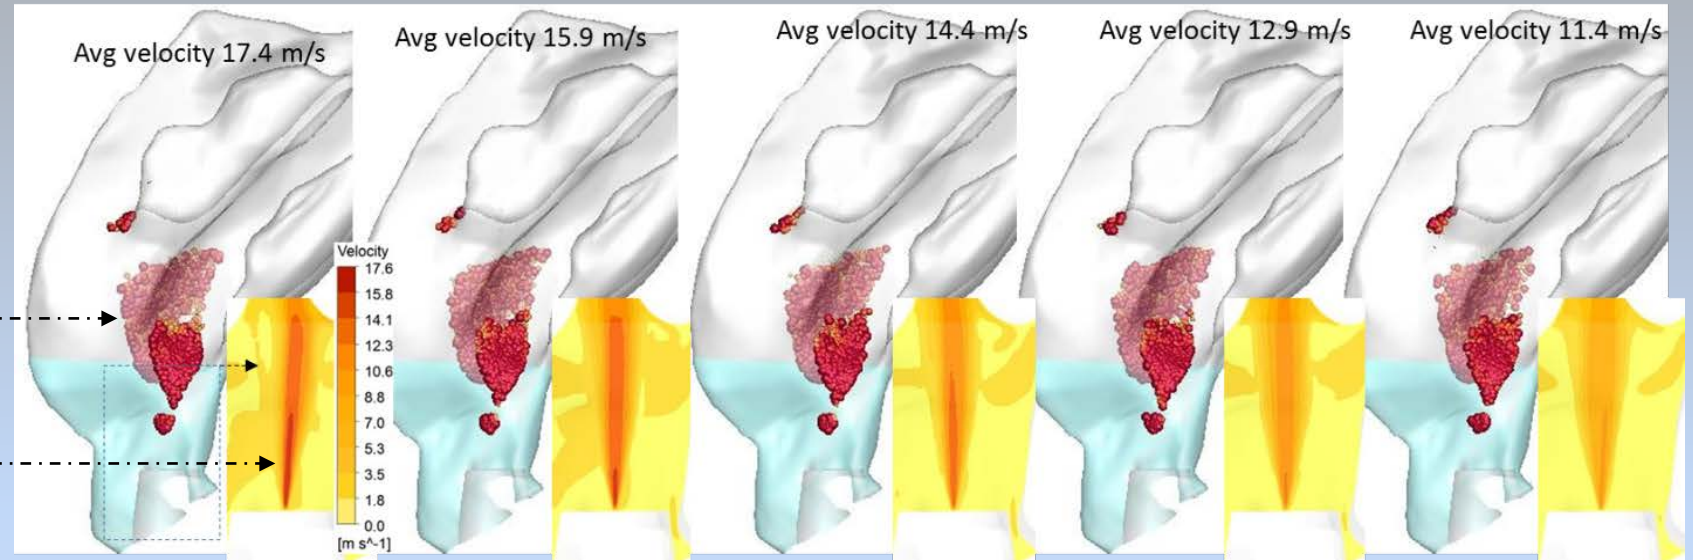 Avg velocity 17.4 m/s
Avg velocity 15.9 m/s
Avg velocity 14.4 m/s
Avg velocity 12.9 m/s
Avg velocity 11.4 m/s
Velocity
17.6
15.8
14.1
12.3
10.6
8.8
7.0
5.3
3.5
1.8
0.0
[m s^-1]